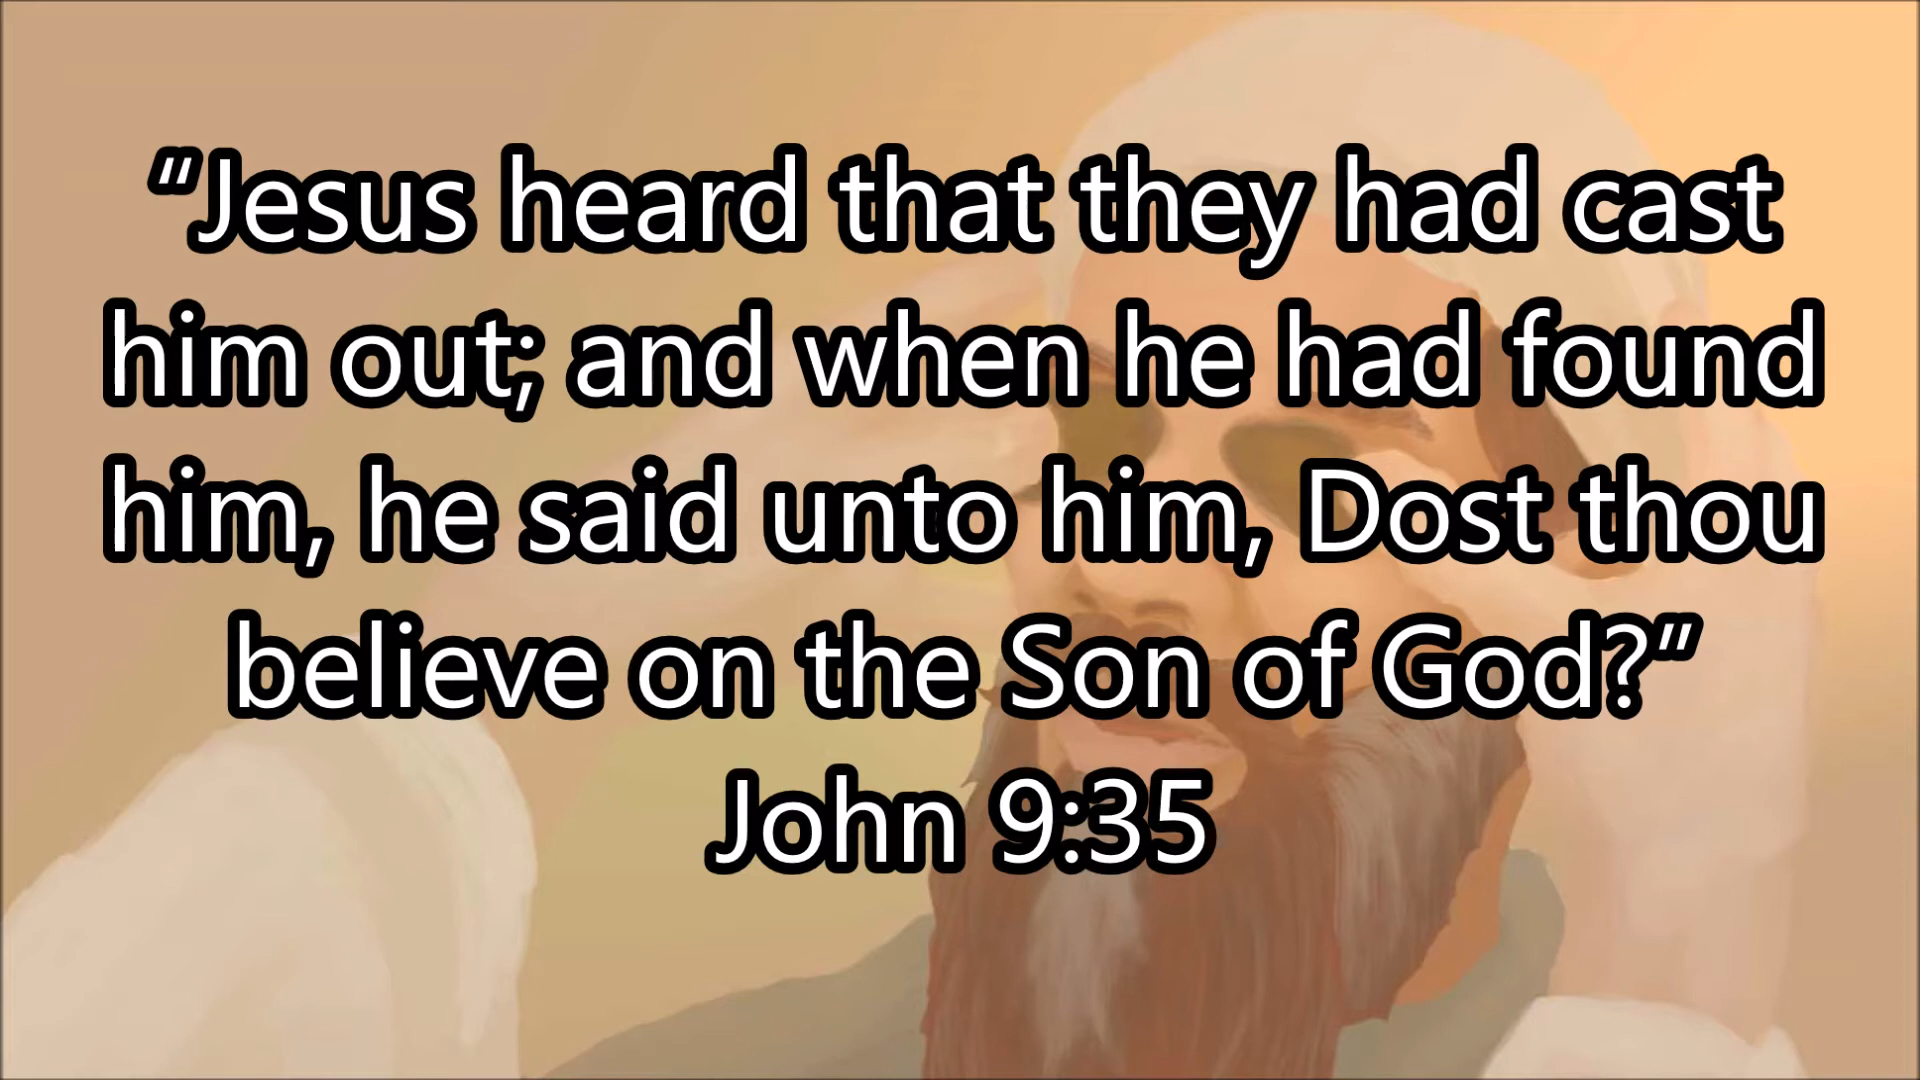 “Jesus heard that they had cast
him out; and when he had found
him, he said unto him, Dost thou
believe on the Son of God?”
John 9:35